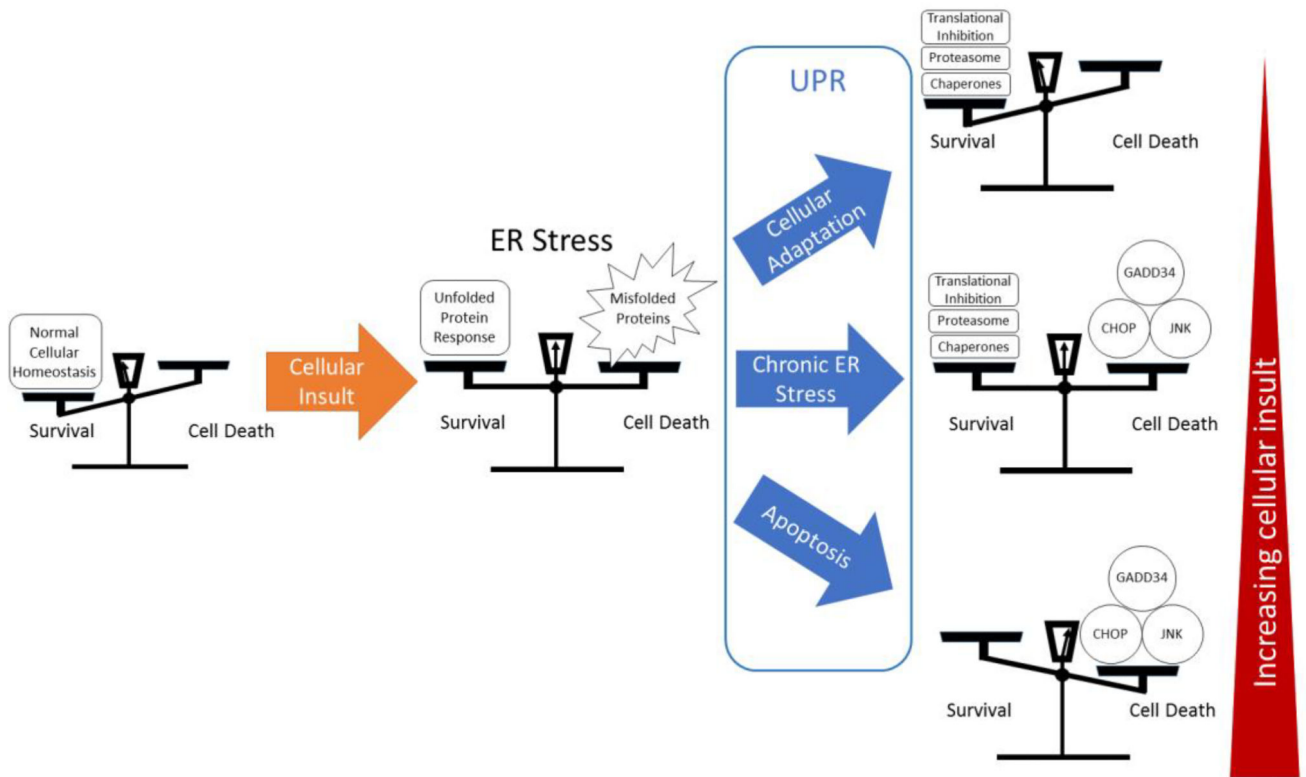 Normal
Cellular
Homeostasis
Survival
Cell Death
Cellular
Insult
ER Stress
Unfolded
Protein
Response
Misfolded
Proteins
Survival
Cell Death
UPR
Cellular
Adaptation
Chronic ER
Stress
Apoptosis
Translational
Inhibition
Proteasome
Chaperones
Survival
Cell Death
Translational
Inhibition
Proteasome
Chaperones
GADD34
CHOP
JNK
Survival
Cell Death
GADD34
CHOP
JNK
Survival
Cell Death
Increasing cellular insult